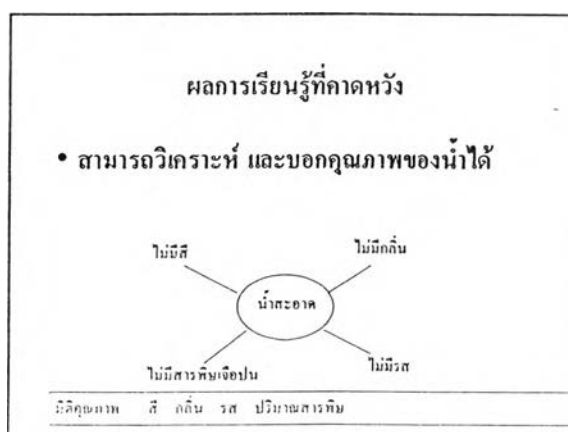 ผลการเรียนรู้ที่คาดหวัง
• สามารถวิเคราะห์ และบอกคุณภาพของน้ำได้
ไม่มีสี ไม่มีกลิ่น
น้ำสะอาด
ไม่มีสารพิษเจือปน ไม่มีรส
มิติคุณภาพ สี กลิ่น รส ปริมาณสารพิษ